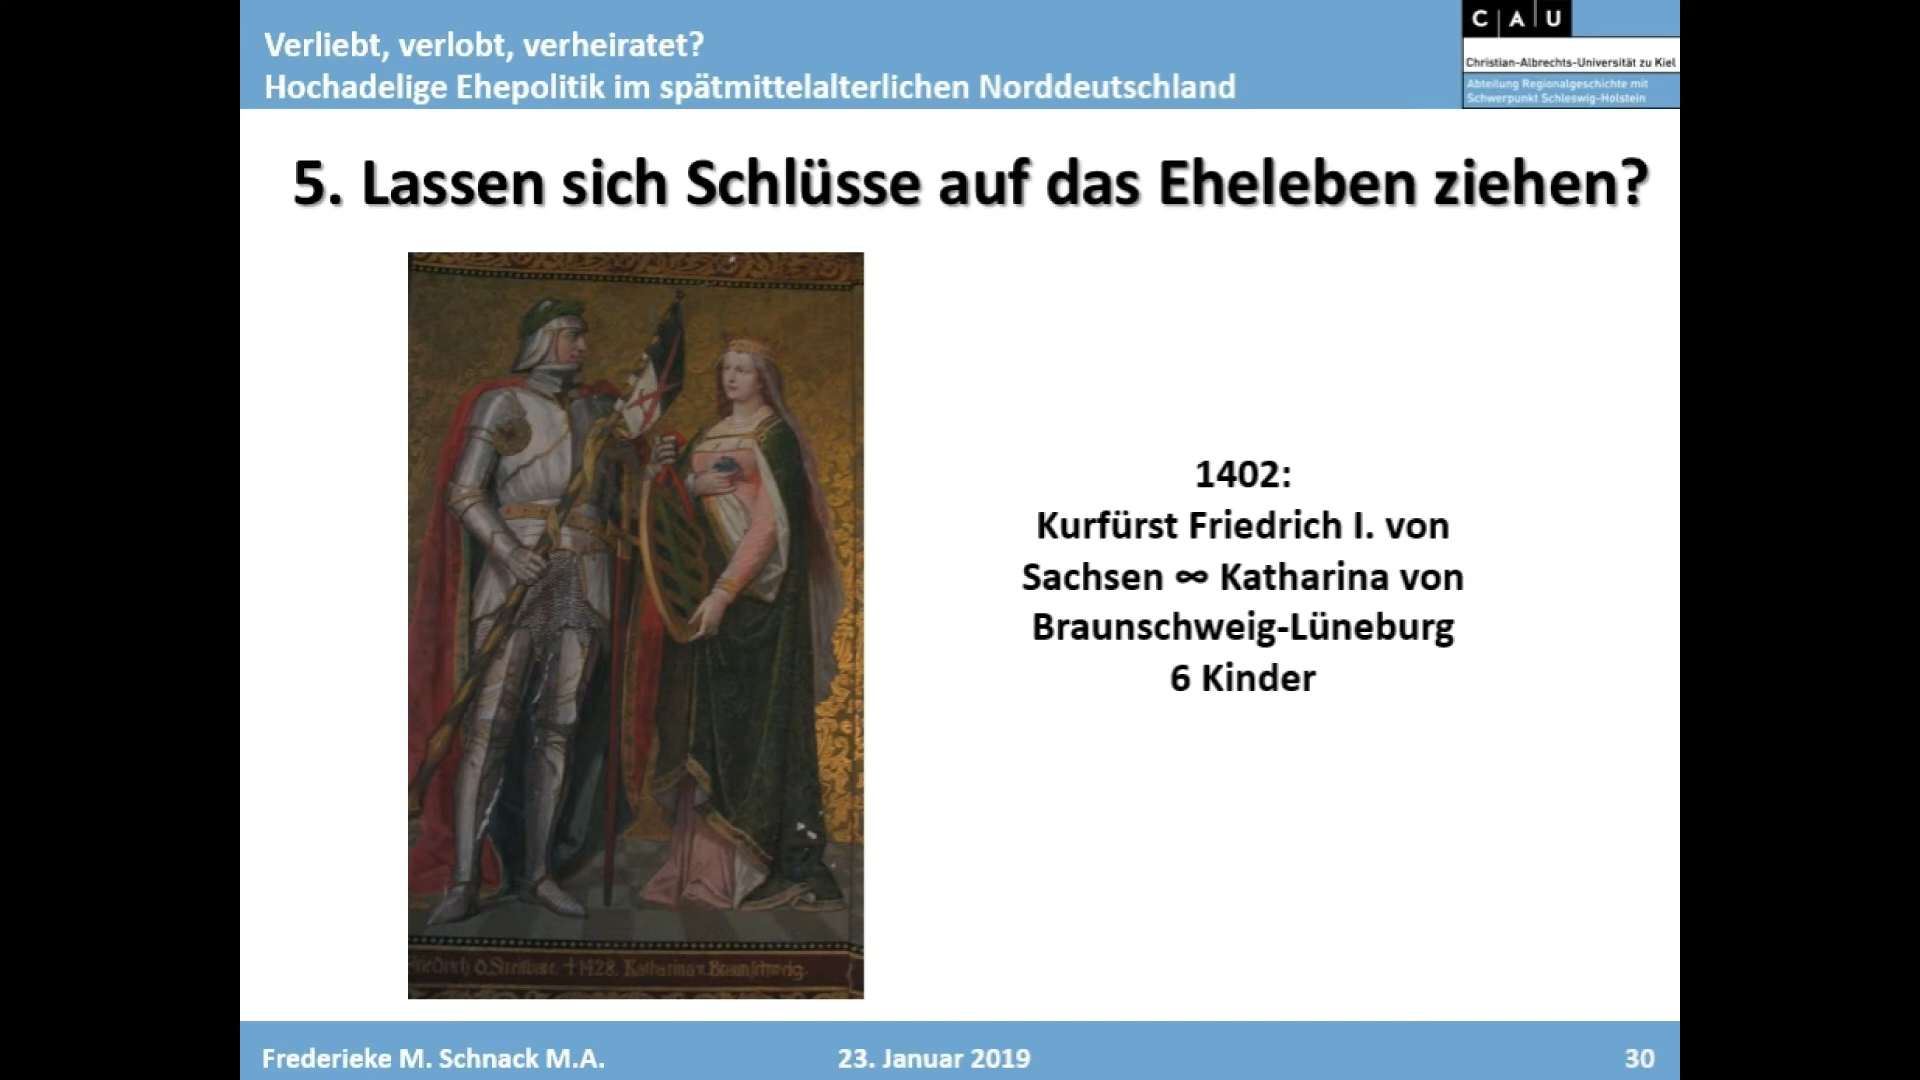 Verliebt, verlobt, verheiratet?
Hochadelige Ehepolitik im spätmittelalterlichen Norddeutschland
C A U
Christian-Albrechts-Universität zu Kiel
Abteilung Regionalgeschichte mit
Schwerpunkt Schleswig-Holstein
5. Lassen sich Schlüsse auf das Eheleben ziehen?
1402:
Kurfürst Friedrich I. von
Sachsen ∞ Katharina von
Braunschweig-Lüneburg
6 Kinder
Friedrich d. Streitbare. † 1428. Katharina v. Braunschweig.
Frederieke M. Schnack M.A.
23. Januar 2019
30